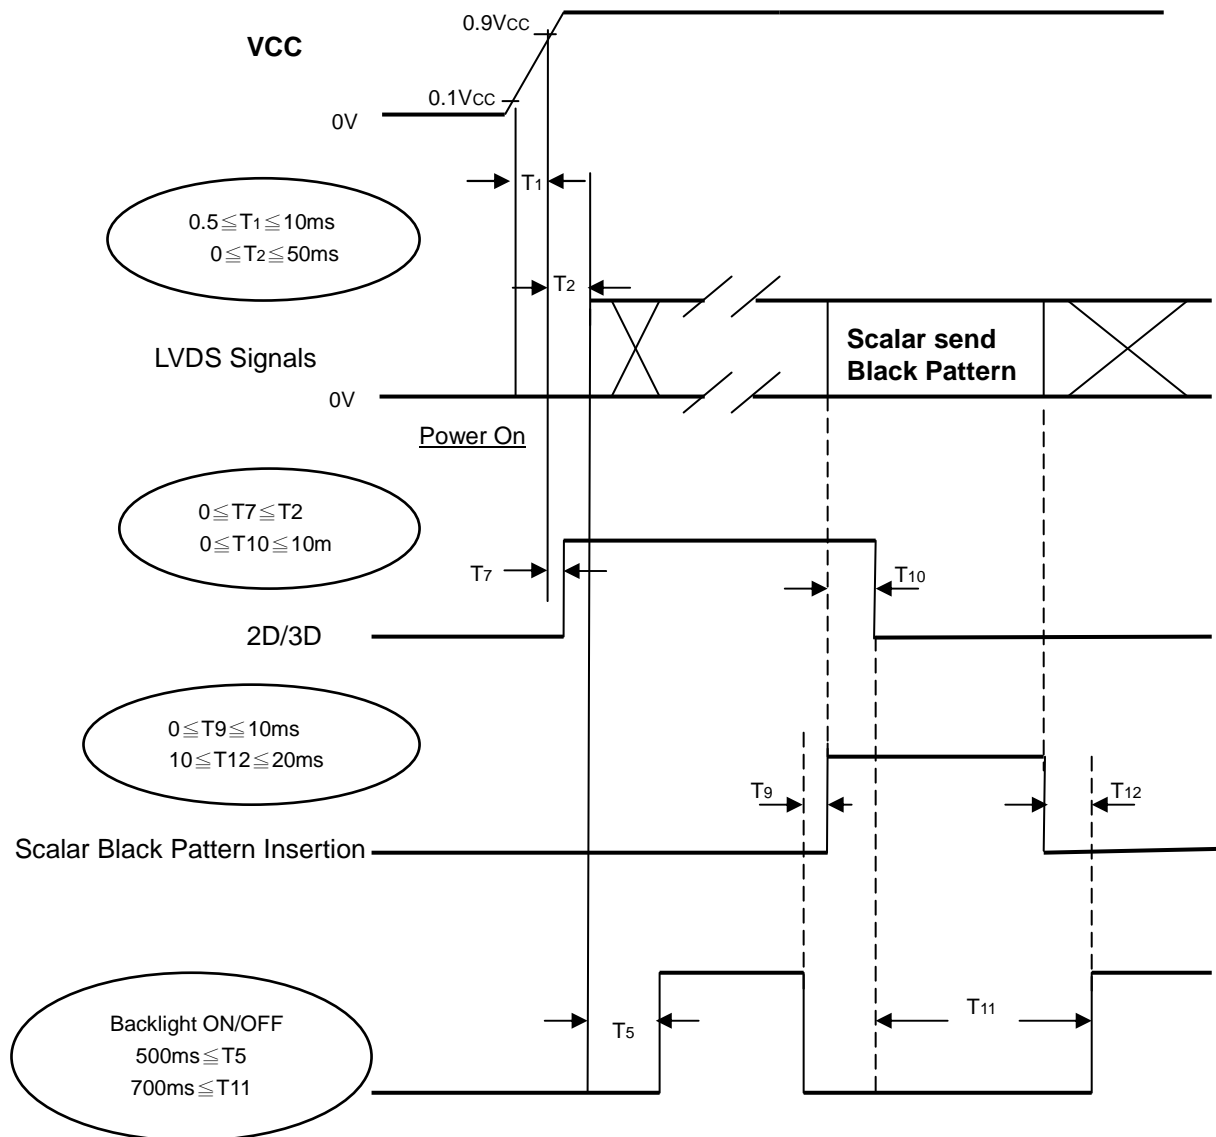 0.9VCC
VCC
0.1VCC
0V
T1
0.5≦T1≦10ms
0≦T2≦50ms
T2
LVDS Signals
Scalar send
Black Pattern
0V
Power On
0≦T7≦T2
0≦T10≦10m
T7
T10
2D/3D
0≦T9≦10ms
10≦T12≦20ms
T9
T12
Scalar Black Pattern Insertion
Backlight ON/OFF
500ms≦T5
700ms≦T11
T5
T11